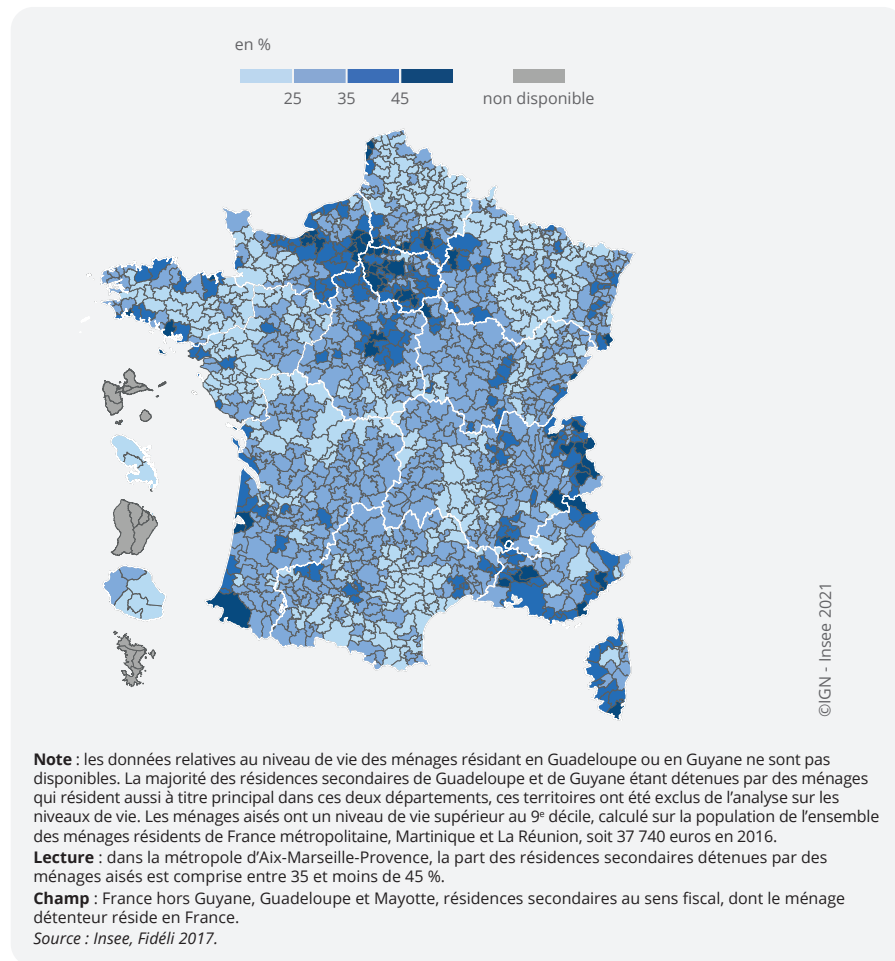 en %
25 35 45 non disponible
©IGN - Insee 2021
Note : les données relatives au niveau de vie des ménages résidant en Guadeloupe ou en Guyane ne sont pas
disponibles. La majorité des résidences secondaires de Guadeloupe et de Guyane étant détenues par des ménages
qui résident aussi à titre principal dans ces deux départements, ces territoires ont été exclus de l'analyse sur les
niveaux de vie. Les ménages aisés ont un niveau de vie supérieur au 9e décile, calculé sur la population de l'ensemble
des ménages résidents de France métropolitaine, Martinique et La Réunion, soit 37 740 euros en 2016.
Lecture : dans la métropole d'Aix-Marseille-Provence, la part des résidences secondaires détenues par des
ménages aisés est comprise entre 35 et moins de 45 %.
Champ : France hors Guyane, Guadeloupe et Mayotte, résidences secondaires au sens fiscal, dont le ménage
détenteur réside en France.
Source : Insee, Fidéli 2017.